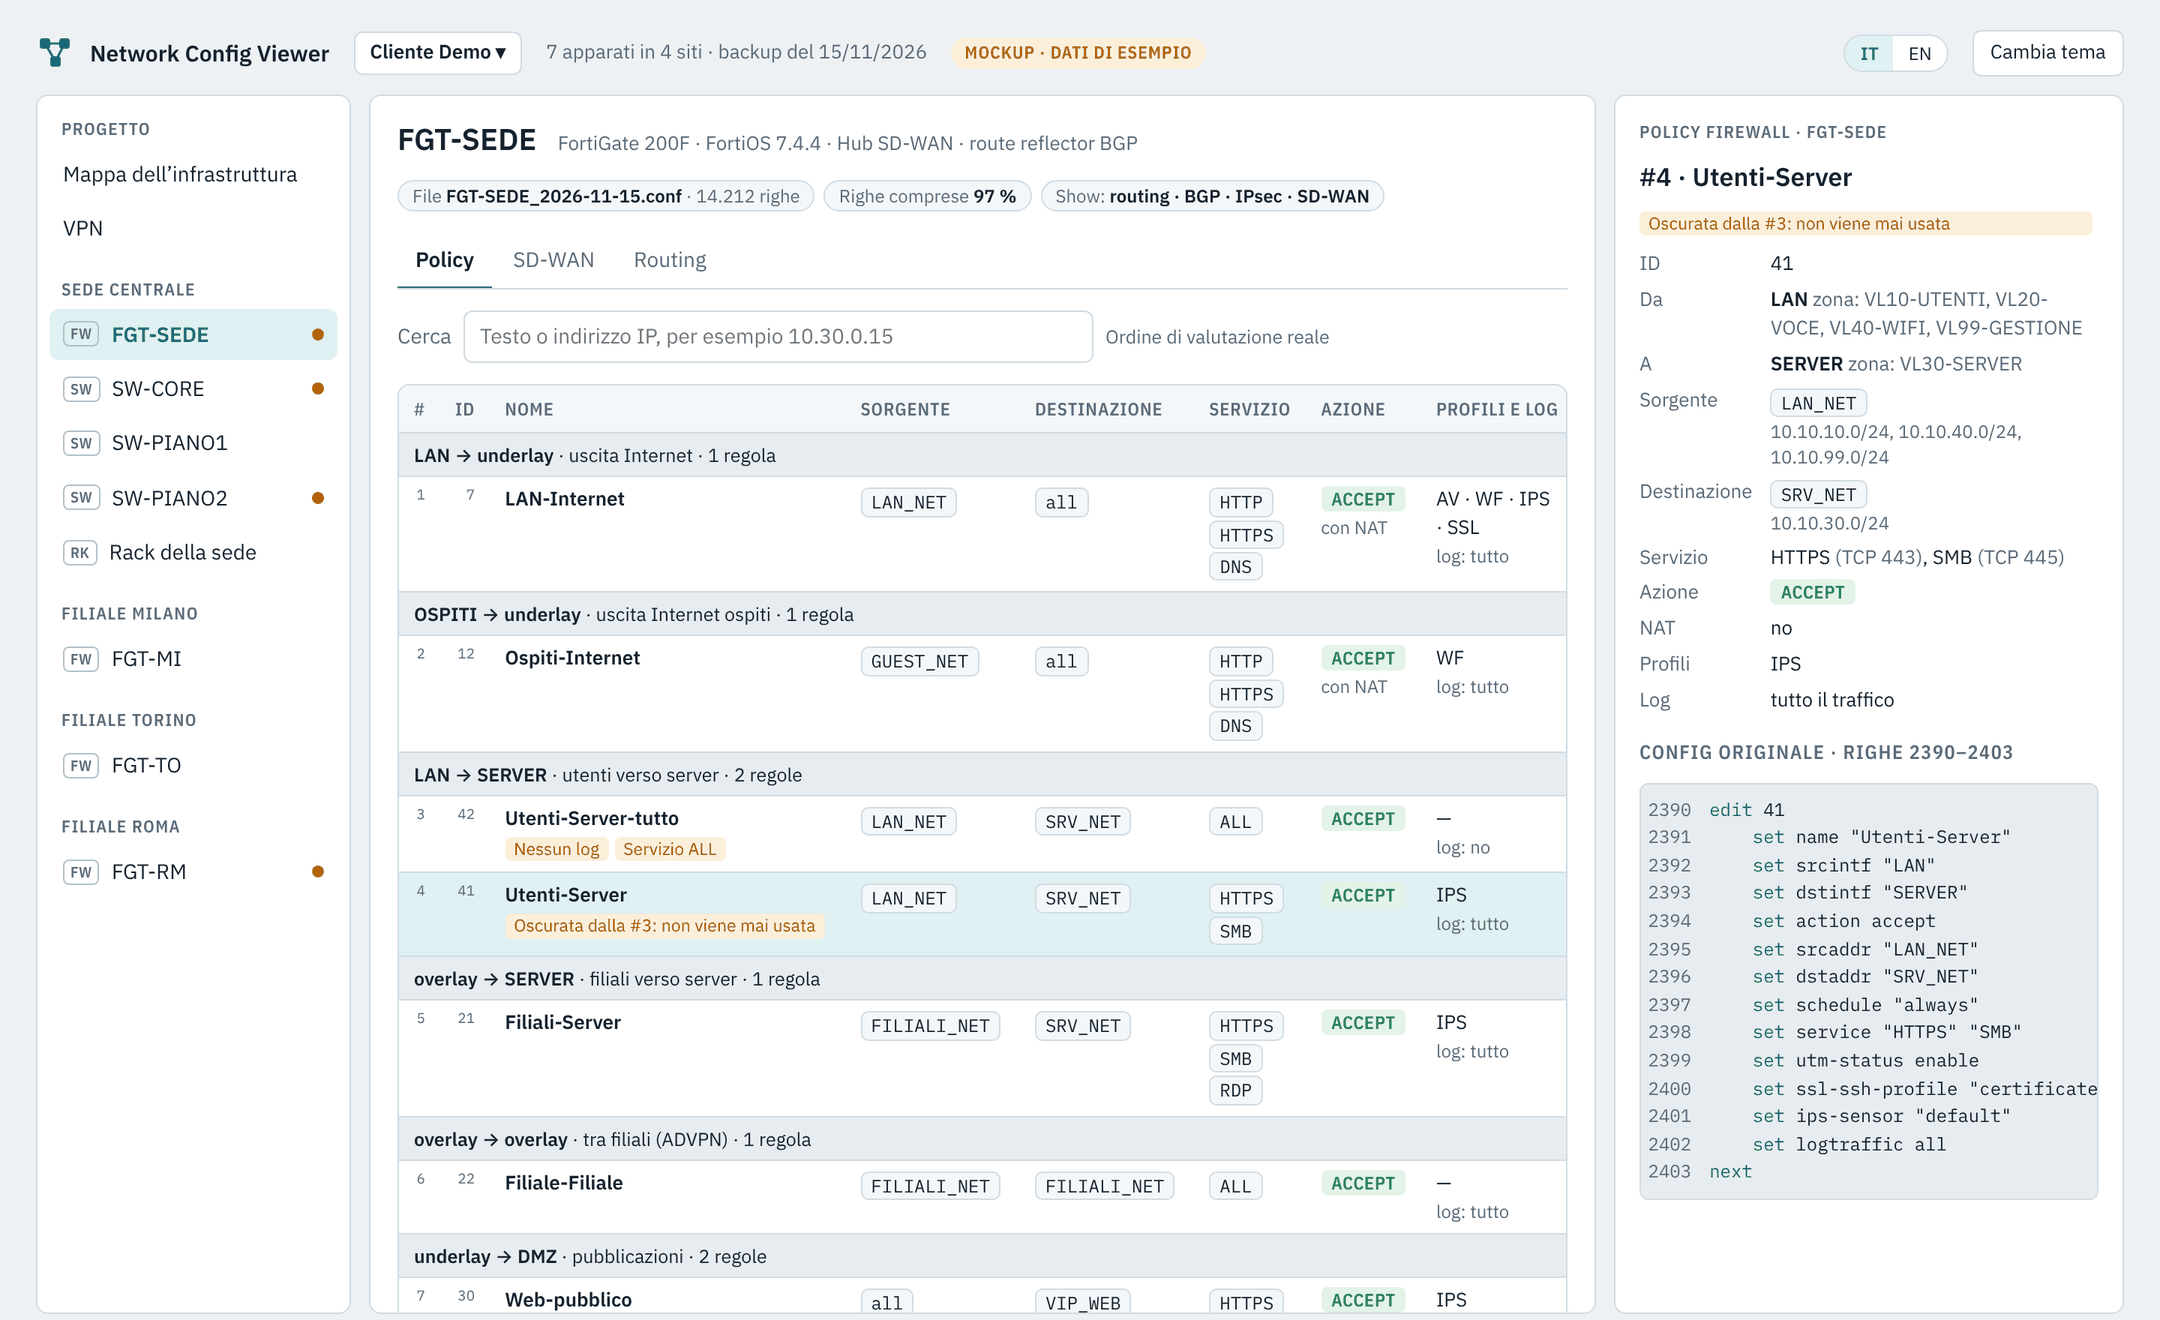 Network Config Viewer
Cliente Demo ▾
7 apparati in 4 siti · backup del 15/11/2026
MOCKUP · DATI DI ESEMPIO
IT EN
Cambia tema
PROGETTO
Mappa dell’infrastruttura
VPN
SEDE CENTRALE
FW FGT-SEDE
SW SW-CORE
SW SW-PIANO1
SW SW-PIANO2
RK Rack della sede
FILIALE MILANO
FW FGT-MI
FILIALE TORINO
FW FGT-TO
FILIALE ROMA
FW FGT-RM
FGT-SEDE FortiGate 200F · FortiOS 7.4.4 · Hub SD-WAN · route reflector BGP
File FGT-SEDE_2026-11-15.conf · 14.212 righe
Righe comprese 97 %
Show: routing · BGP · IPsec · SD-WAN
Policy SD-WAN Routing
Cerca Testo o indirizzo IP, per esempio 10.30.0.15 Ordine di valutazione reale
# ID NOME SORGENTE DESTINAZIONE SERVIZIO AZIONE PROFILI E LOG
LAN → underlay · uscita Internet · 1 regola
1 7 LAN-Internet LAN_NET all HTTP ACCEPT AV · WF · IPS
HTTPS con NAT · SSL
DNS log: tutto
OSPITI → underlay · uscita Internet ospiti · 1 regola
2 12 Ospiti-Internet GUEST_NET all HTTP ACCEPT WF
HTTPS con NAT log: tutto
DNS
LAN → SERVER · utenti verso server · 2 regole
3 42 Utenti-Server-tutto LAN_NET SRV_NET ALL ACCEPT —
Nessun log Servizio ALL log: no
4 41 Utenti-Server LAN_NET SRV_NET HTTPS ACCEPT IPS
Oscurata dalla #3: non viene mai usata SMB log: tutto
overlay → SERVER · filiali verso server · 1 regola
5 21 Filiali-Server FILIALI_NET SRV_NET HTTPS ACCEPT IPS
SMB log: tutto
RDP
overlay → overlay · tra filiali (ADVPN) · 1 regola
6 22 Filiale-Filiale FILIALI_NET FILIALI_NET ALL ACCEPT —
log: tutto
underlay → DMZ · pubblicazioni · 2 regole
7 30 Web-pubblico all VIP_WEB HTTPS ACCEPT IPS
POLICY FIREWALL · FGT-SEDE
#4 · Utenti-Server
Oscurata dalla #3: non viene mai usata
ID 41
Da LAN zona: VL10-UTENTI, VL20-
VOCE, VL40-WIFI, VL99-GESTIONE
A SERVER zona: VL30-SERVER
Sorgente LAN_NET
10.10.10.0/24, 10.10.40.0/24,
10.10.99.0/24
Destinazione SRV_NET
10.10.30.0/24
Servizio HTTPS (TCP 443), SMB (TCP 445)
Azione ACCEPT
NAT no
Profili IPS
Log tutto il traffico
CONFIG ORIGINALE · RIGHE 2390–2403
2390 edit 41
2391 set name "Utenti-Server"
2392 set srcintf "LAN"
2393 set dstintf "SERVER"
2394 set action accept
2395 set srcaddr "LAN_NET"
2396 set dstaddr "SRV_NET"
2397 set schedule "always"
2398 set service "HTTPS" "SMB"
2399 set utm-status enable
2400 set ssl-ssh-profile "certificate
2401 set ips-sensor "default"
2402 set logtraffic all
2403 next